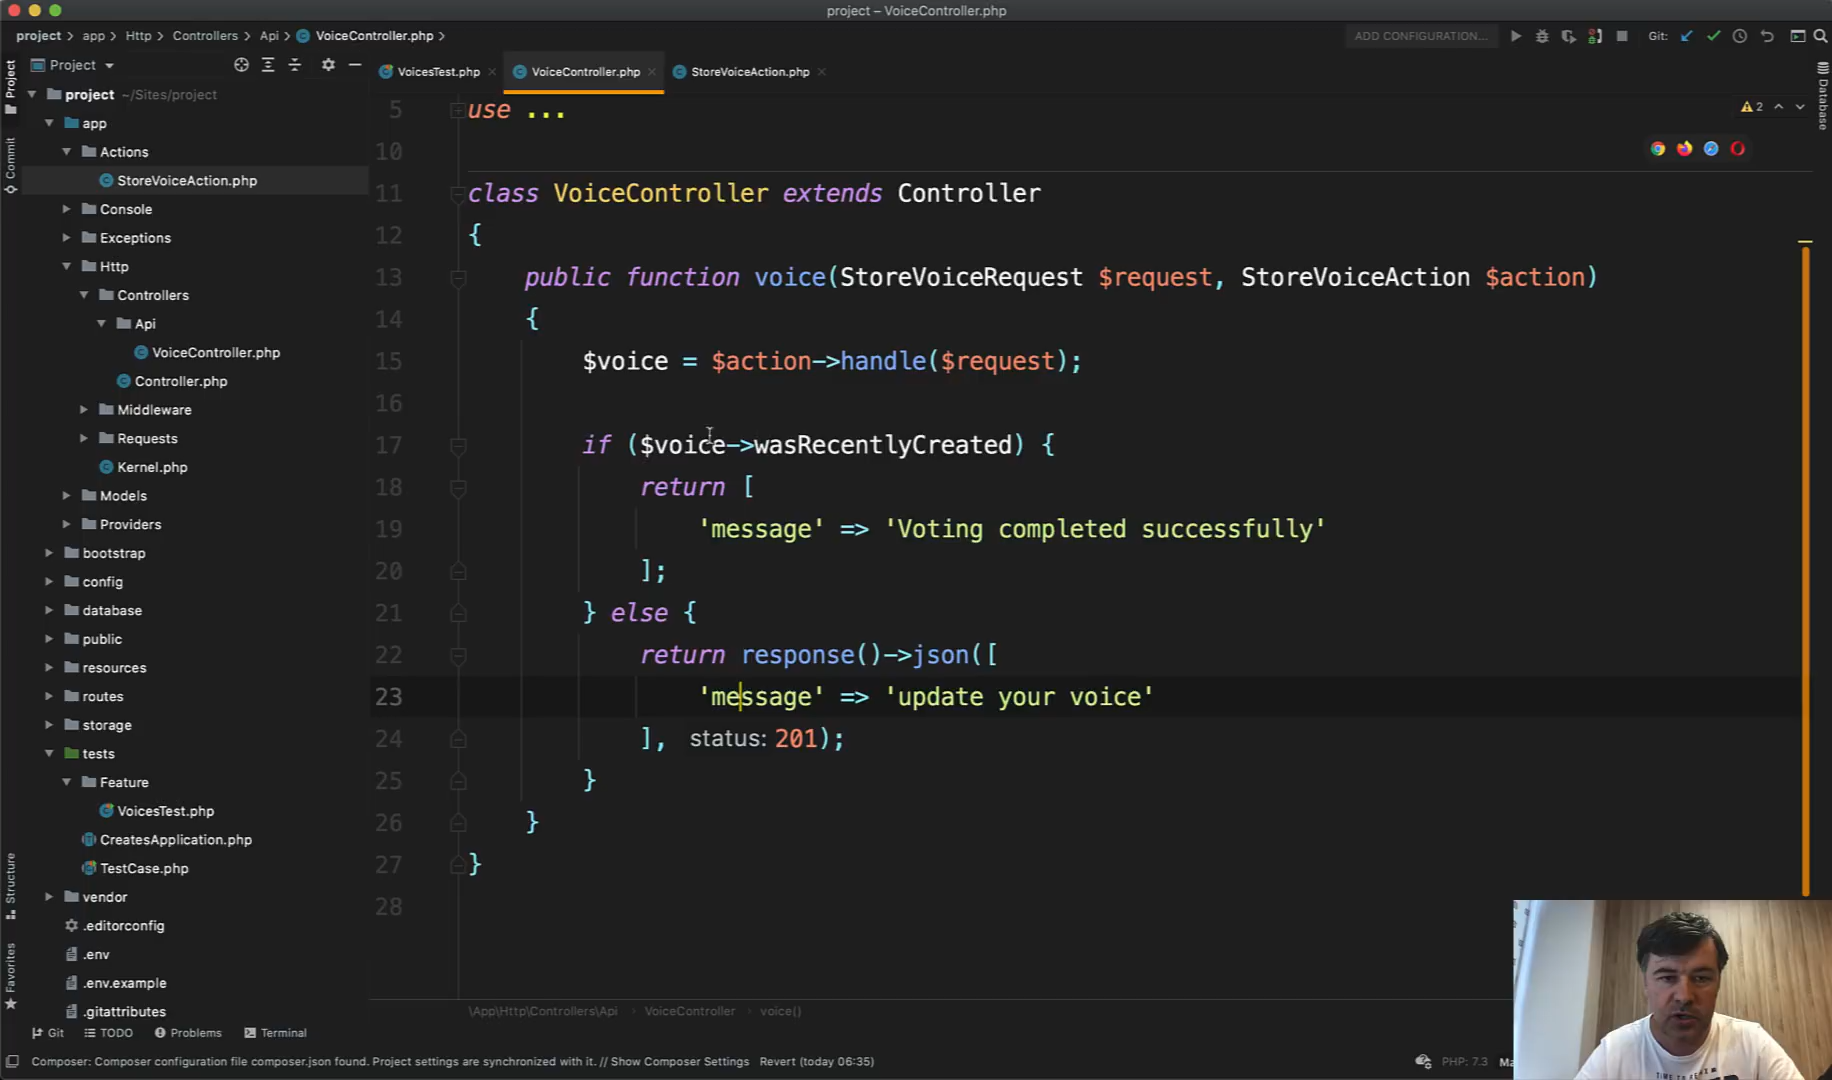 project – VoiceController.php
project app Http Controllers Api VoiceController.php
ADD CONFIGURATION... Git:
Project
VoicesTest.php VoiceController.php StoreVoiceAction.php
project ~/Sites/project
app
Actions
StoreVoiceAction.php
Console
Exceptions
Http
Controllers
Api
VoiceController.php
Controller.php
Middleware
Requests
Kernel.php
Models
Providers
bootstrap
config
database
public
resources
routes
storage
tests
Feature
VoicesTest.php
CreatesApplication.php
TestCase.php
vendor
.editorconfig
.env
.env.example
.gitattributes
Project
Commit
Structure
Favorites
Database
2
5 use ...
10
11 class VoiceController extends Controller
12 {
13 public function voice(StoreVoiceRequest $request, StoreVoiceAction $action)
14 {
15 $voice = $action->handle($request);
16
17 if ($voice->wasRecentlyCreated) {
18 return [
19 'message' => 'Voting completed successfully'
20 ];
21 } else {
22 return response()->json([
23 'message' => 'update your voice'
24 ], status: 201);
25 }
26 }
27 }
28
\App\Http\Controllers\Api VoiceController voice()
Git TODO Problems Terminal
Composer: Composer configuration file composer.json found. Project settings are synchronized with it. // Show Composer Settings Revert (today 06:35)
PHP: 7.3